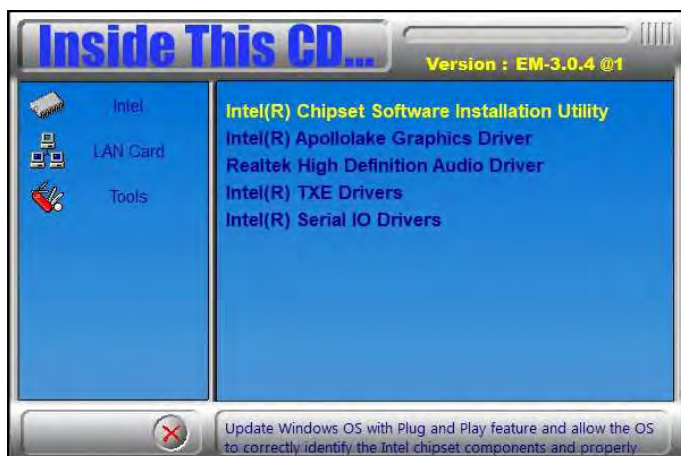 Inside This CD...
Version : EM-3.0.4 @1
Intel
LAN Card
Tools
Intel(R) Chipset Software Installation Utility
Intel(R) Apollolake Graphics Driver
Realtek High Definition Audio Driver
Intel(R) TXE Drivers
Intel(R) Serial IO Drivers
Update Windows OS with Plug and Play feature and allow the OS
to correctly identify the Intel chipset components and properly